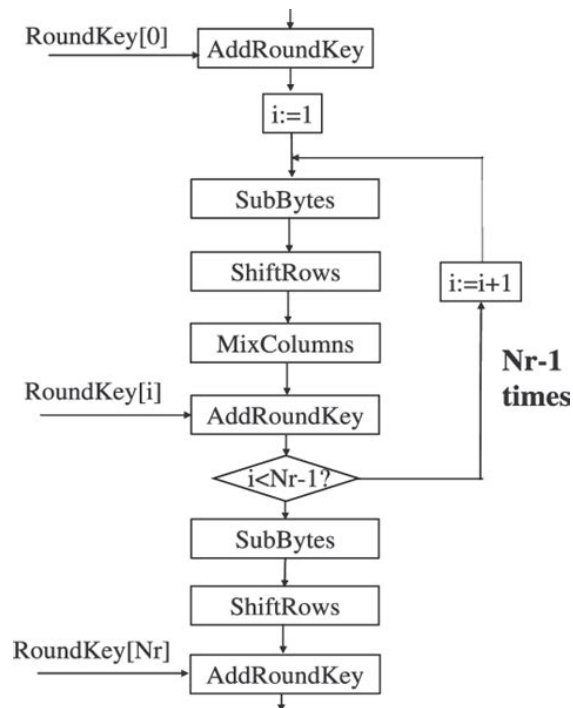 RoundKey[0]
AddRoundKey
i:=1
SubBytes
ShiftRows
i:=i+1
MixColumns
Nr-1
times
RoundKey[i]
AddRoundKey
i<Nr-1?
SubBytes
ShiftRows
RoundKey[Nr]
AddRoundKey